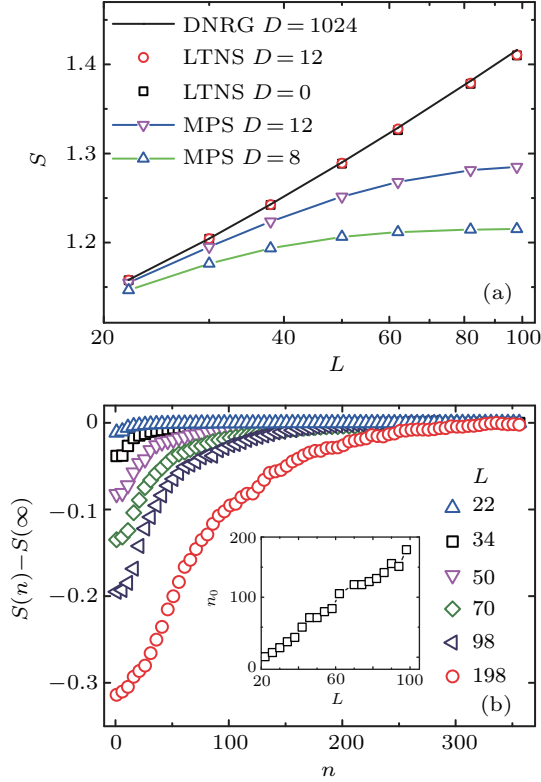 DNRG D = 1024
LTNS D = 12
LTNS D = 0
MPS D = 12
MPS D = 8
1.4
1.3
1.2
S
20
40
60
80
100
L
(a)
0
−0.1
−0.2
−0.3
S(n)−S(∞)
L
22
34
50
70
98
198
200
100
0
n0
20
40
60
80
100
L
(b)
0
100
200
300
n